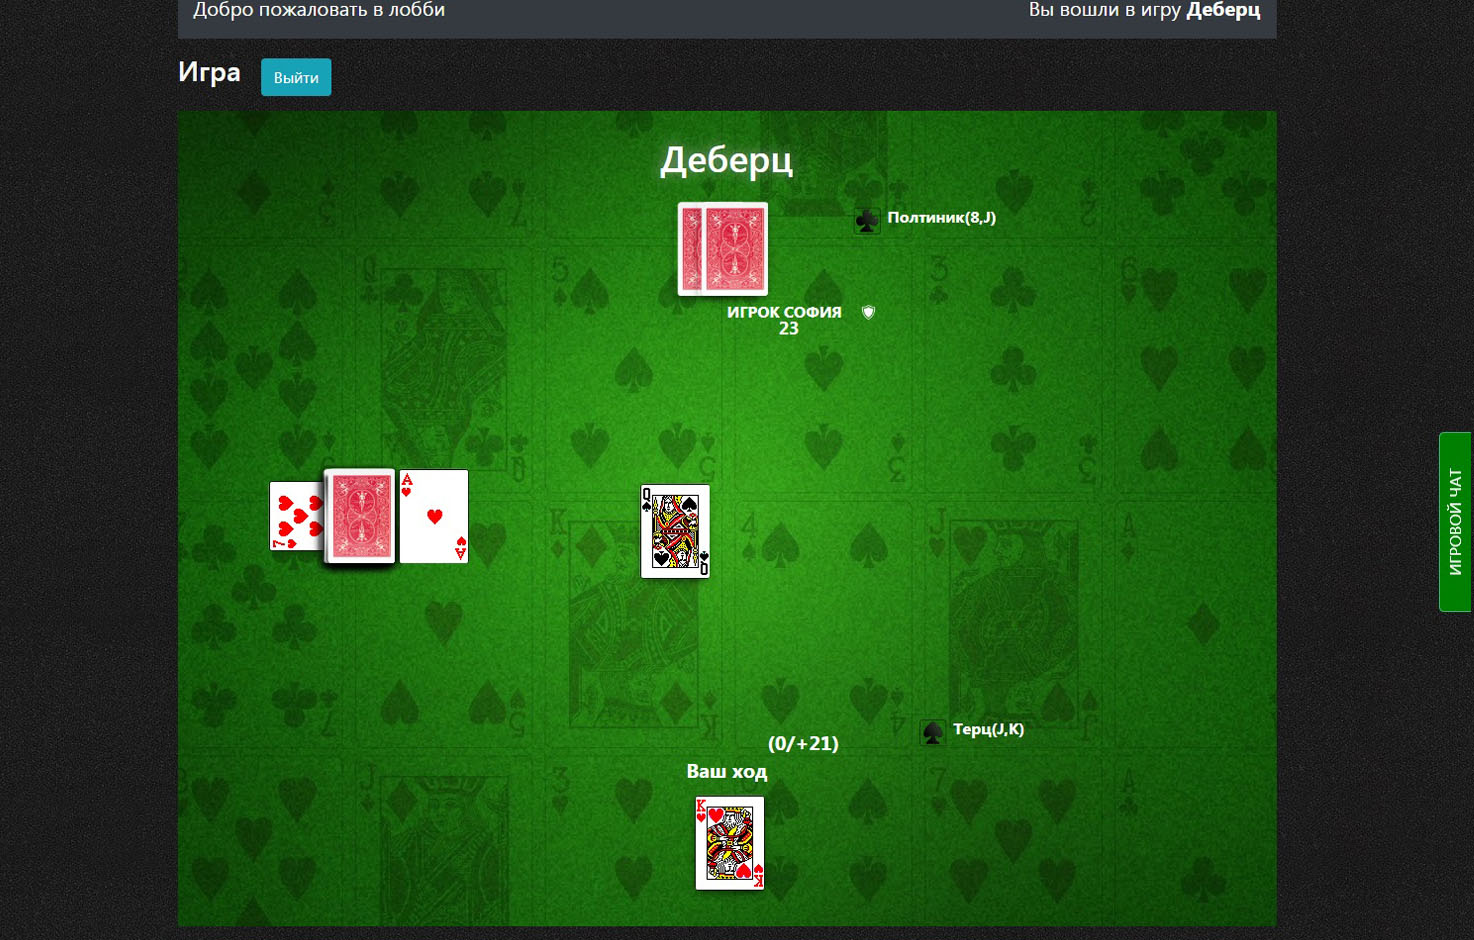 Добро пожаловать в лобби
Вы вошли в игру Деберц
Игра
Выйти
Деберц
Полтиник(8,J)
ИГРОК СОФИЯ
23
7
A
A
Q
Q
ИГРОВОЙ ЧАТ
Терц(J,K)
(0/+21)
Ваш ход
K
K